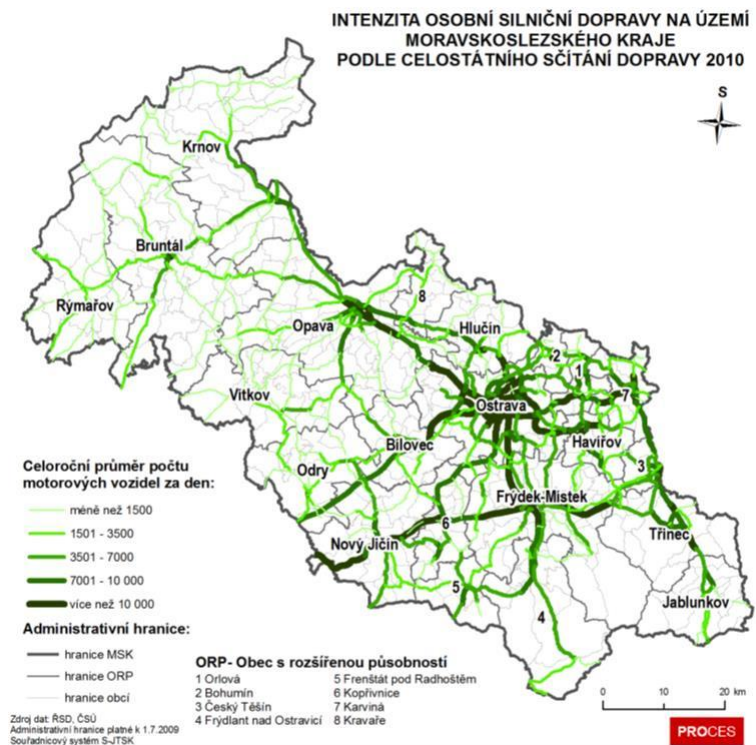 INTENZITA OSOBNÍ SILNIČNÍ DOPRAVY NA ÚZEMÍ
MORAVSKOSLEZSKÉHO KRAJE
PODLE CELOSTÁTNÍHO SČÍTÁNÍ DOPRAVY 2010
S
Krnov
Bruntál
Rýmařov
8
Opava
Hlučín
2
1
Vitkov
Ostrava
7
Bílovec
Havířov
Odry
3
Frýdek-Místek
6
Nový Jičín
Třinec
5
4
Jablunkov
Celoroční průměr počtu
motorových vozidel za den:
méně než 1500
1501 - 3500
3501 - 7000
7001 - 10 000
více než 10 000
Administrativní hranice:
hranice MSK
hranice ORP
hranice obcí
ORP- Obec s rozšířenou působností
1 Orlová
2 Bohumín
3 Český Těšín
4 Frýdlant nad Ostravicí
5 Frenštát pod Radhoštěm
6 Kopřivnice
7 Karviná
8 Kravaře
0 10 20 km
Zdroj dat: ŘSD, ČSÚ
Administrativní hranice platné k 1.7.2009
Souřadnicový systém S-JTSK
PROCES